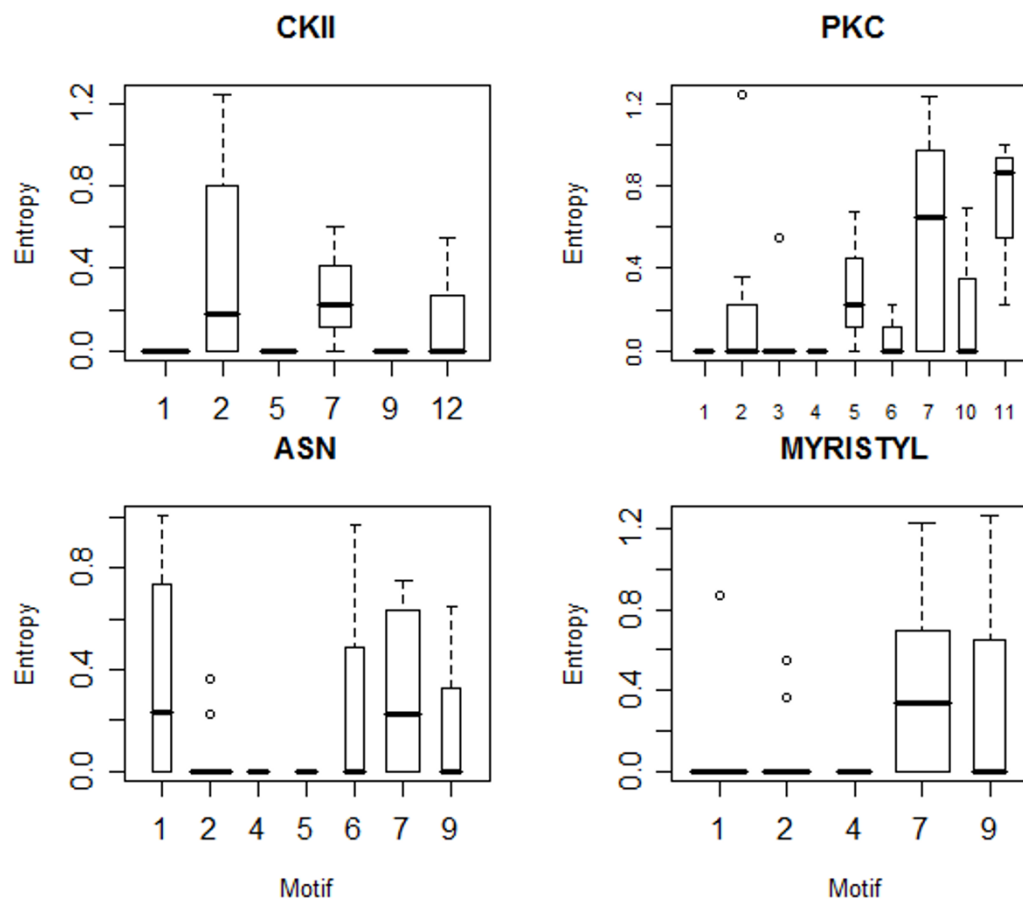 CKII
Entropy
0.0 0.4 0.8 1.2
1 2 5 7 9 12
PKC
Entropy
0.0 0.4 0.8 1.2
1 2 3 4 5 6 7 10 11
ASN
Entropy
0.0 0.4 0.8
1 2 4 5 6 7 9
Motif
MYRISTYL
Entropy
0.0 0.4 0.8 1.2
1 2 4 7 9
Motif